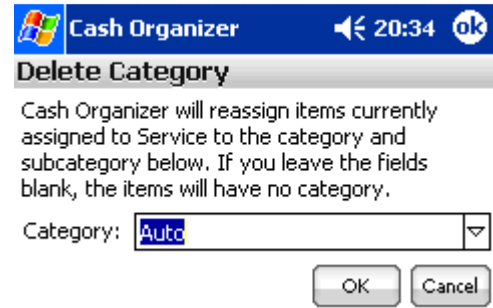 Cash Organizer 20:34 ok
Delete Category
Cash Organizer will reassign items currently
assigned to Service to the category and
subcategory below. If you leave the fields
blank, the items will have no category.
Category: Auto
OK Cancel